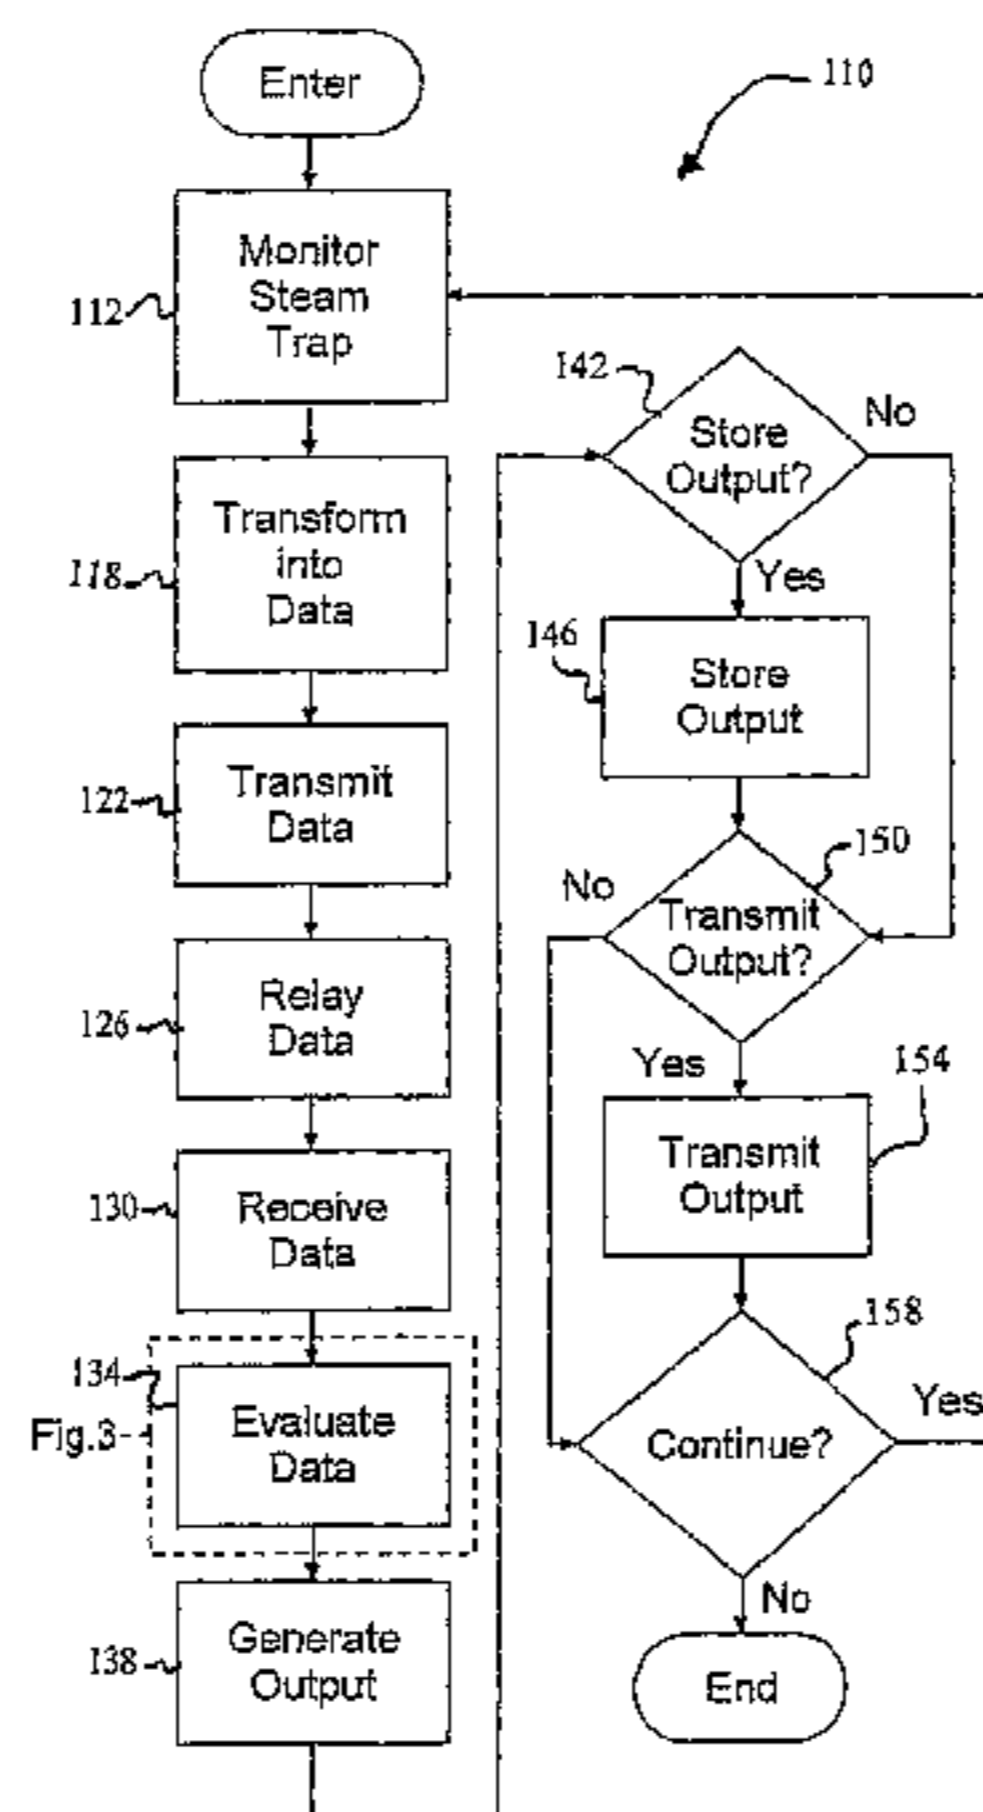 Enter
110
Monitor
Steam
Trap
112
142
Store
Output?
No
Yes
Transform
into
Data
118
146
Store
Output
Transmit
Data
122
150
No
Transmit
Output?
Yes
Relay
Data
126
154
Transmit
Output
Receive
Data
130
158
Continue?
Yes
No
134
Fig.3
Evaluate
Data
Generate
Output
138
End